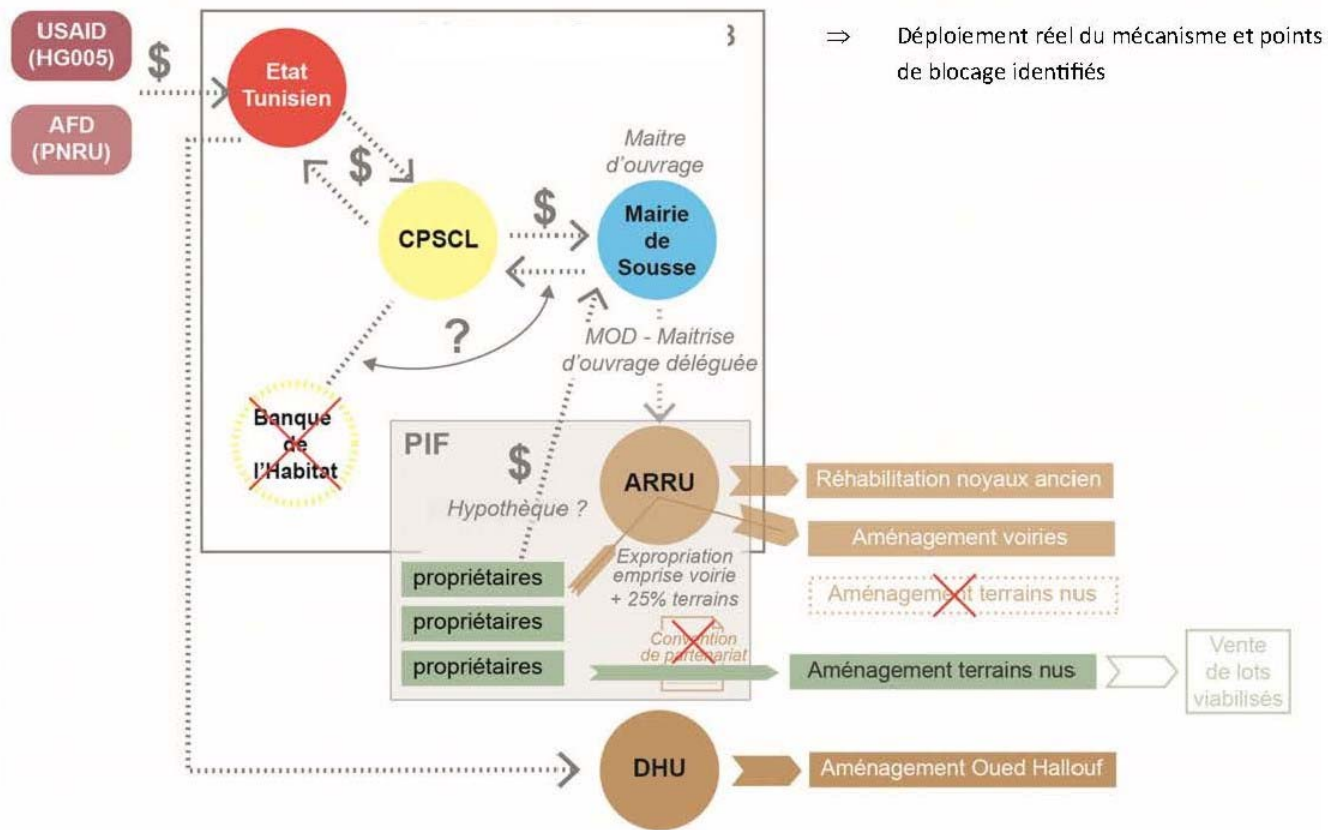 USAID
(HG005)
$
AFD
(PNRU)
Etat
Tunisien
⇒ Déploiement réel du mécanisme et points
de blocage identifiés
$
CPSCL
$
Maitre
d'ouvrage
Mairie
de
Sousse
?
MOD - Maitrise
d'ouvrage déléguée
Banque
de
l'Habitat
PIF
$
Hypothèque ?
ARRU
Réhabilitation noyaux ancien
Aménagement voiries
Expropriation
emprise voirie
+ 25% terrains
Aménagement terrains nus
propriétaires
propriétaires
propriétaires
Convention
de partenariat
Aménagement terrains nus
Vente
de lots
viabilisés
DHU
Aménagement Oued Hallouf